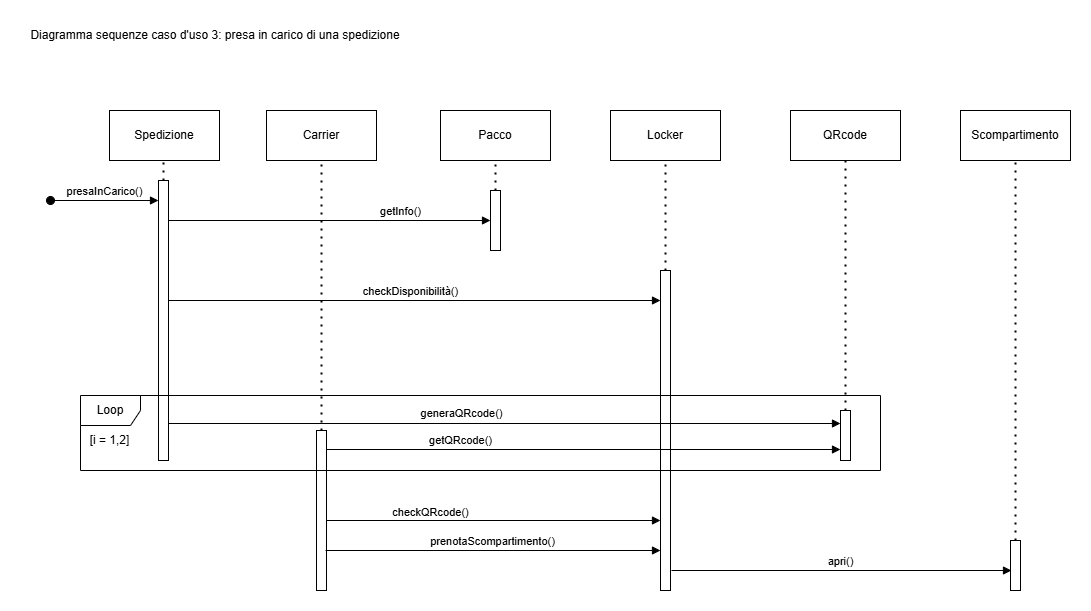 Diagramma sequenze caso d'uso 3: presa in carico di una spedizione
Spedizione
Carrier
Pacco
Locker
QRcode
Scompartimento
presaInCarico()
getInfo()
checkDisponibilità()
Loop
generaQRcode()
[i = 1,2]
getQRcode()
checkQRcode()
prenotaScompartimento()
apri()